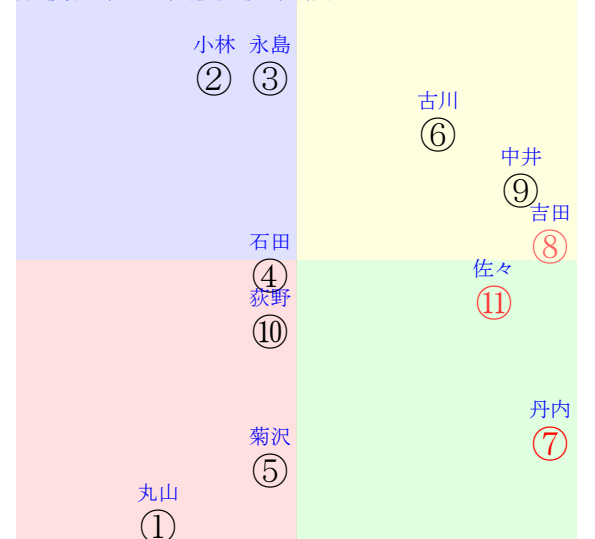 小林 永島
② ③
古川
⑥
中井
⑨
吉田
⑧
石田
④
佐々
⑪
荻野
⑩
丹内
⑦
菊沢
⑤
丸山
①